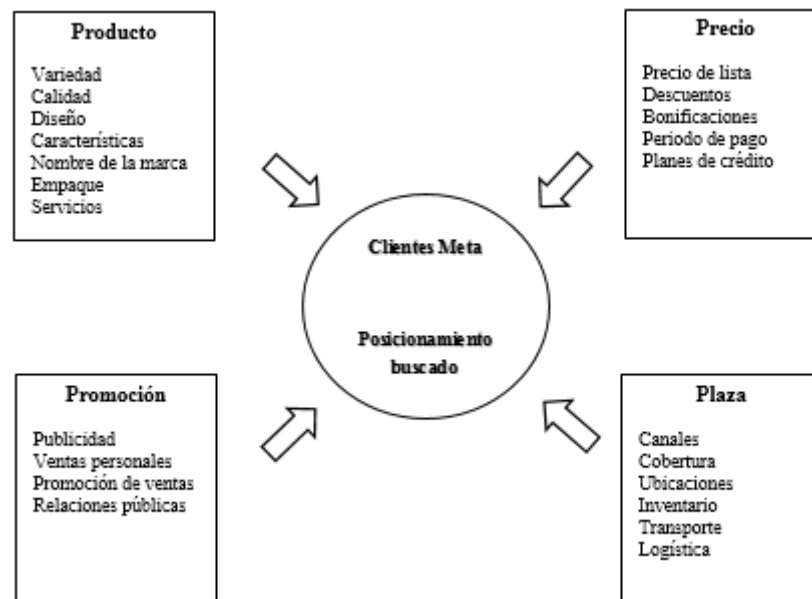 Producto
Variedad
Calidad
Diseño
Características
Nombre de la marca
Empaque
Servicios
Precio
Precio de lista
Descuentos
Bonificaciones
Periodo de pago
Planes de crédito
Clientes Meta
Posicionamiento
buscado
Promoción
Publicidad
Ventas personales
Promoción de ventas
Relaciones públicas
Plaza
Canales
Cobertura
Ubicaciones
Inventario
Transporte
Logística